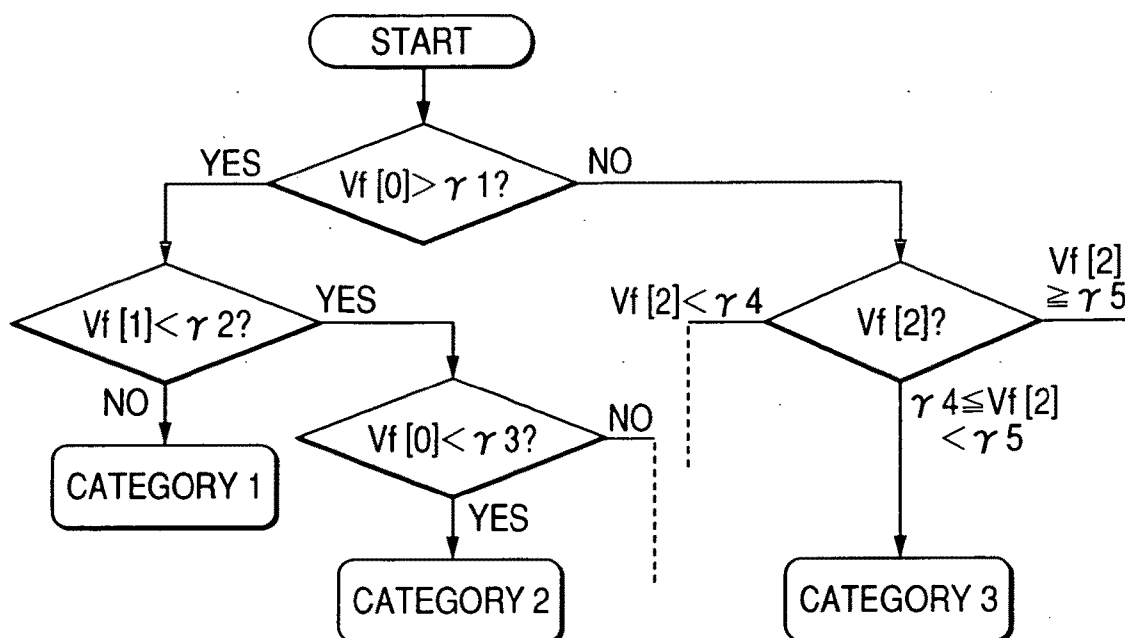 START
YES
NO
Vf [0]> γ 1?
Vf [1]< γ 2?
YES
Vf [2]< γ 4
Vf [2]?
Vf [2]
≧ γ 5
NO
CATEGORY 1
Vf [0]< γ 3?
NO
γ 4≦Vf [2]
< γ 5
YES
CATEGORY 2
CATEGORY 3